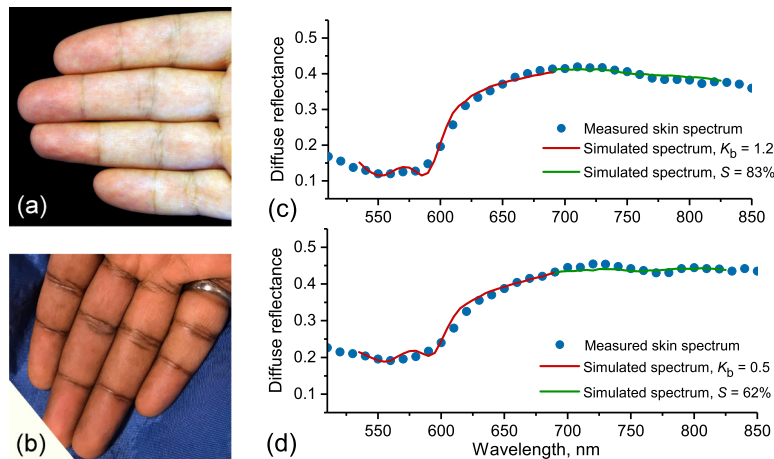 (a)
(b)
(c)
Diffuse reflectance
0.5
0.4
0.3
0.2
0.1
Measured skin spectrum
Simulated spectrum, Kb = 1.2
Simulated spectrum, S = 83%
550 600 650 700 750 800 850
(d)
Diffuse reflectance
0.5
0.4
0.3
0.2
0.1
Measured skin spectrum
Simulated spectrum, Kb = 0.5
Simulated spectrum, S = 62%
550 600 650 700 750 800 850
Wavelength, nm